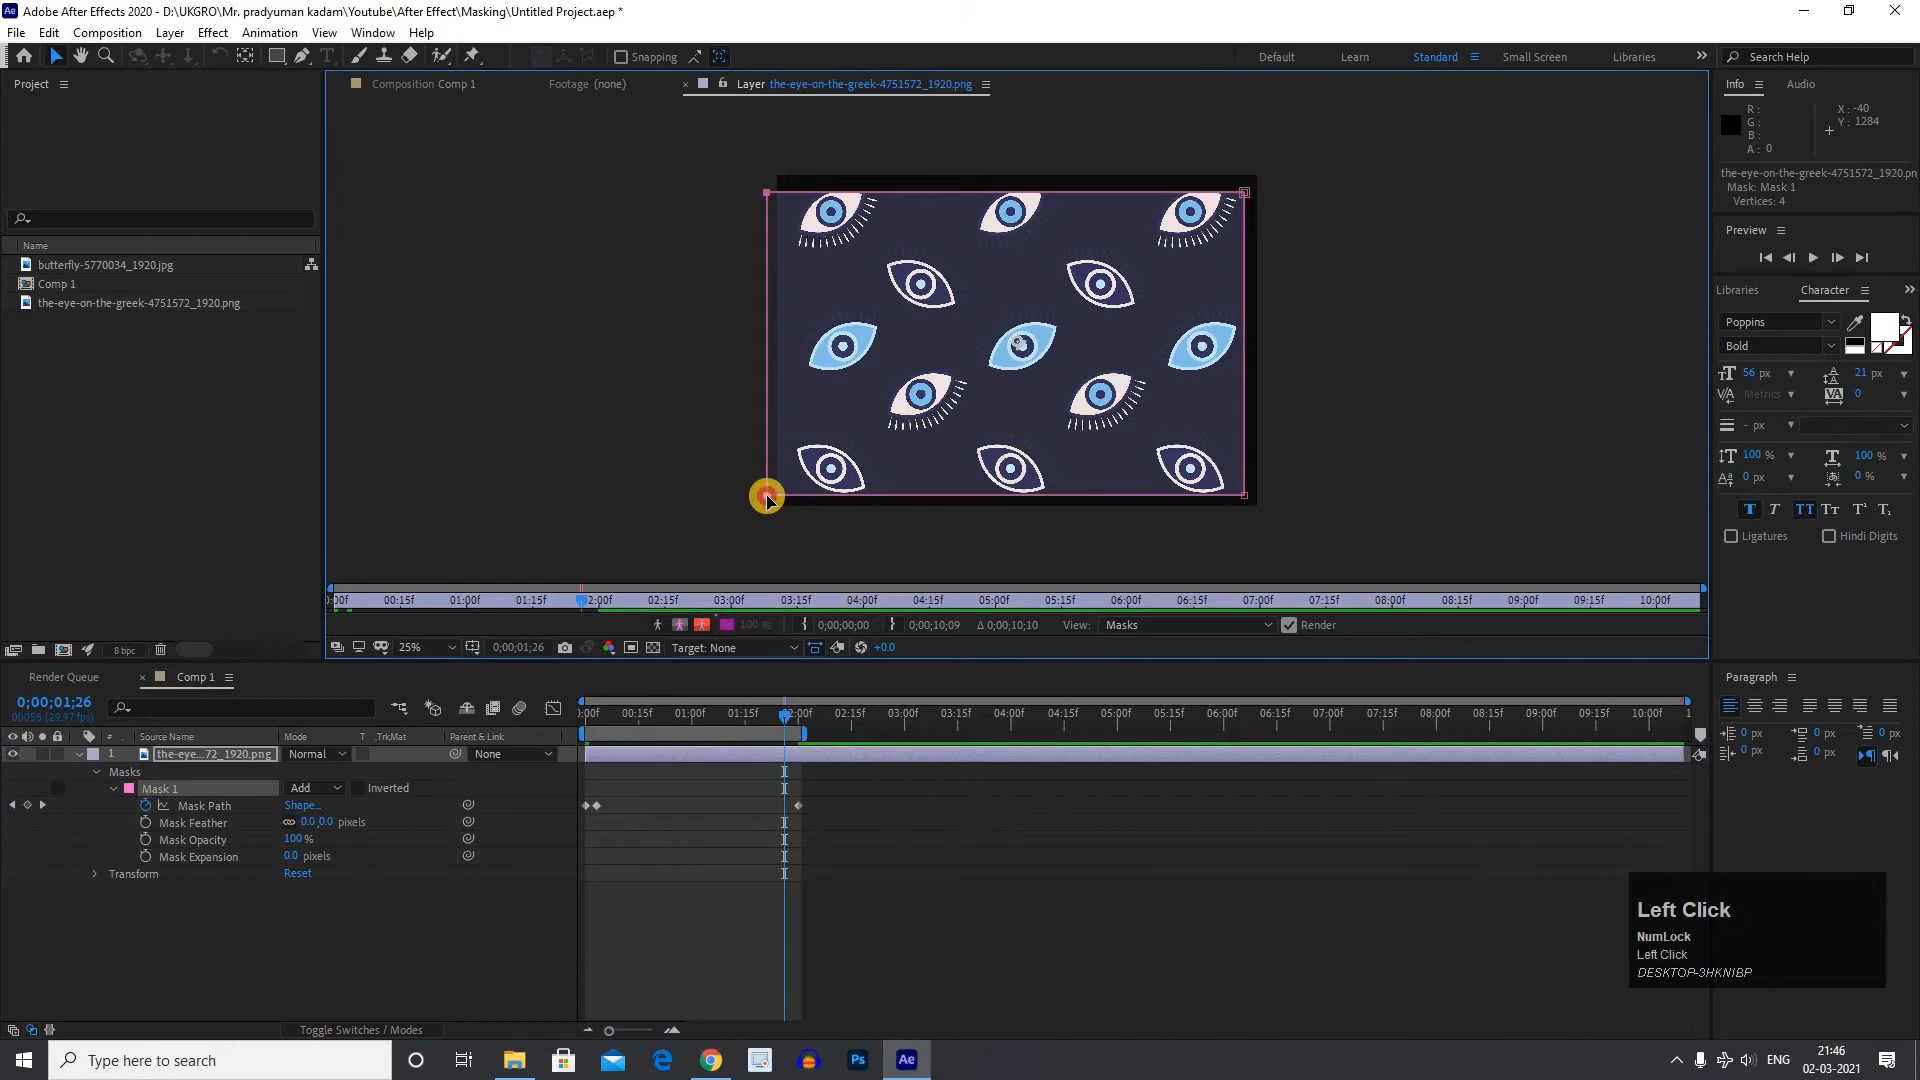 Adobe After Effects 2020 - D:\UKGRO\Mr. pradyuman kadam\Youtube\After Effect\Masking\Untitled Project.aep *
File Edit Composition Layer Effect Animation View Window Help
Snapping Default Learn Standard Small Screen Libraries Search Help
Project Composition Comp 1 Footage (none) Layer the-eye-on-the-greek-4751572_1920.png Info Audio
R: X: -40
G: Y: 1284
B:
A: 0
the-eye-on-the-greek-4751572_1920.pn
Mask: Mask 1
Vertices: 4
Preview
Name
butterfly-5770034_1920.jpg
Comp 1
the-eye-on-the-greek-4751572_1920.png
Libraries Character
Poppins
Bold
56 px 21 px
Metrics 0
- px
100 % 100 %
0 px 0 %
T T TT Tт T¹ T₁
Ligatures Hindi Digits
00f 00:15f 01:00f 01:15f 02:00f 02:15f 03:00f 03:15f 04:00f 04:15f 05:00f 05:15f 06:00f 06:15f 07:00f 07:15f 08:00f 08:15f 09:00f 09:15f 10:00f
100 % 0;00;00;00 0;00;10;09 Δ 0;00;10;10 View: Masks Render
8 bpc 25% 0;00;01;26 Target: None +0.0
Render Queue Comp 1 Paragraph
0;00;01;26
00056 (29.97 fps)
:00f 00:15f 01:00f 01:15f 02:00f 02:15f 03:00f 03:15f 04:00f 04:15f 05:00f 05:15f 06:00f 06:15f 07:00f 07:15f 08:00f 08:15f 09:00f 09:15f 10:00f 1
# Source Name Mode T .TrkMat Parent & Link
1 the-eye...72_1920.png Normal None
Masks
Mask 1 Add Inverted
Mask Path Shape...
Mask Feather 0.0,0.0 pixels
Mask Opacity 100 %
Mask Expansion 0.0 pixels
Transform Reset
0 px 0 px 0 px
0 px 0 px
Left Click
NumLock
Left Click
DESKTOP-3HKNIBP
Toggle Switches / Modes
Type here to search
Ps Ae
ENG 21:46
02-03-2021